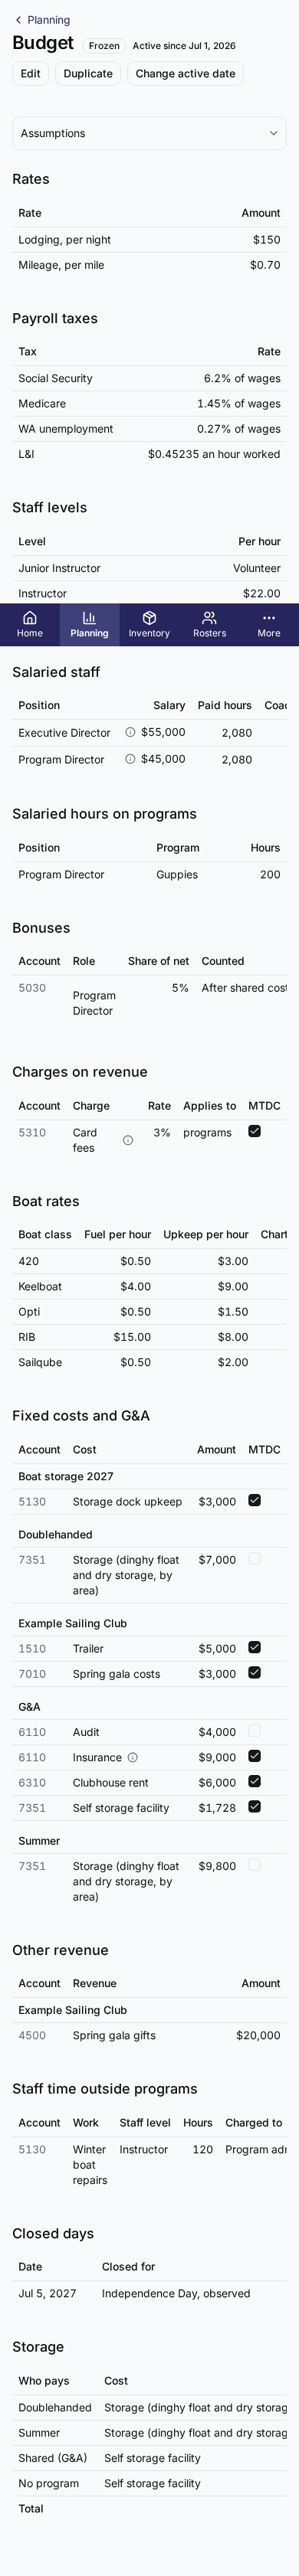 Planning
Budget Frozen Active since Jul 1, 2026
Edit Duplicate Change active date
Assumptions
Rates
Rate Amount
Lodging, per night $150
Mileage, per mile $0.70
Payroll taxes
Tax Rate
Social Security 6.2% of wages
Medicare 1.45% of wages
WA unemployment 0.27% of wages
L&I $0.45235 an hour worked
Staff levels
Level Per hour
Junior Instructor Volunteer
Instructor $22.00
Home Planning Inventory Rosters More
Salaried staff
Position Salary Paid hours Coac
Executive Director $55,000 2,080
Program Director $45,000 2,080
Salaried hours on programs
Position Program Hours
Program Director Guppies 200
Bonuses
Account Role Share of net Counted
5030 Program Director 5% After shared cost
Charges on revenue
Account Charge Rate Applies to MTDC
5310 Card fees 3% programs
Boat rates
Boat class Fuel per hour Upkeep per hour Chart
420 $0.50 $3.00
Keelboat $4.00 $9.00
Opti $0.50 $1.50
RIB $15.00 $8.00
Sailqube $0.50 $2.00
Fixed costs and G&A
Account Cost Amount MTDC
Boat storage 2027
5130 Storage dock upkeep $3,000
Doublehanded
7351 Storage (dinghy float $7,000
and dry storage, by
area)
Example Sailing Club
1510 Trailer $5,000
7010 Spring gala costs $3,000
G&A
6110 Audit $4,000
6110 Insurance $9,000
6310 Clubhouse rent $6,000
7351 Self storage facility $1,728
Summer
7351 Storage (dinghy float $9,800
and dry storage, by
area)
Other revenue
Account Revenue Amount
Example Sailing Club
4500 Spring gala gifts $20,000
Staff time outside programs
Account Work Staff level Hours Charged to
5130 Winter Instructor 120 Program adr
boat
repairs
Closed days
Date Closed for
Jul 5, 2027 Independence Day, observed
Storage
Who pays Cost
Doublehanded Storage (dinghy float and dry storag
Summer Storage (dinghy float and dry storag
Shared (G&A) Self storage facility
No program Self storage facility
Total